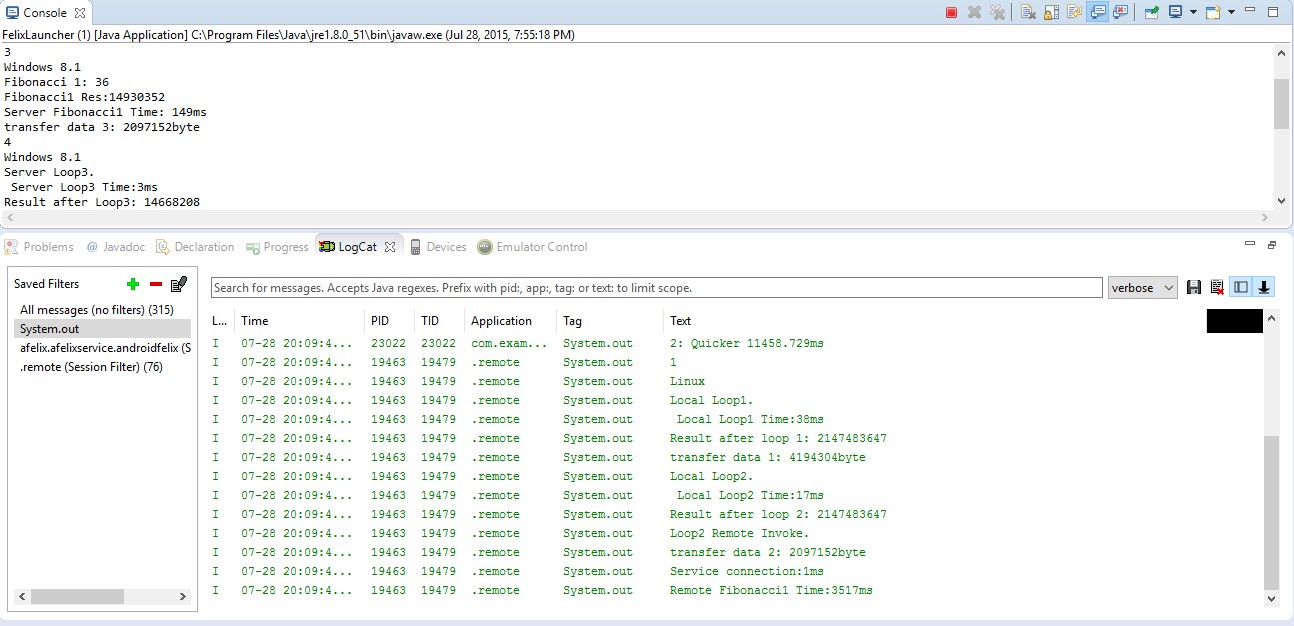 Console
FelixLauncher (1) [Java Application] C:\Program Files\Java\jre1.8.0_51\bin\javaw.exe (Jul 28, 2015, 7:55:18 PM)
3
Windows 8.1
Fibonacci 1: 36
Fibonacci1 Res:14930352
Server Fibonacci1 Time: 149ms
transfer data 3: 2097152byte
4
Windows 8.1
Server Loop3.
Server Loop3 Time:3ms
Result after Loop3: 14668208
Problems @ Javadoc Declaration Progress LogCat Devices Emulator Control
Saved Filters
All messages (no filters) (315)
System.out
afelix.afelixservice.androidfelix (S
.remote (Session Filter) (76)
Search for messages. Accepts Java regexes. Prefix with pid:, app:, tag: or text: to limit scope. verbose
L... Time PID TID Application Tag Text
I 07-28 20:09:4... 23022 23022 com.exam... System.out 2: Quicker 11458.729ms
I 07-28 20:09:4... 19463 19479 .remote System.out 1
I 07-28 20:09:4... 19463 19479 .remote System.out Linux
I 07-28 20:09:4... 19463 19479 .remote System.out Local Loop1.
I 07-28 20:09:4... 19463 19479 .remote System.out Local Loop1 Time:38ms
I 07-28 20:09:4... 19463 19479 .remote System.out Result after loop 1: 2147483647
I 07-28 20:09:4... 19463 19479 .remote System.out transfer data 1: 4194304byte
I 07-28 20:09:4... 19463 19479 .remote System.out Local Loop2.
I 07-28 20:09:4... 19463 19479 .remote System.out Local Loop2 Time:17ms
I 07-28 20:09:4... 19463 19479 .remote System.out Result after loop 2: 2147483647
I 07-28 20:09:4... 19463 19479 .remote System.out Loop2 Remote Invoke.
I 07-28 20:09:4... 19463 19479 .remote System.out transfer data 2: 2097152byte
I 07-28 20:09:4... 19463 19479 .remote System.out Service connection:1ms
I 07-28 20:09:4... 19463 19479 .remote System.out Remote Fibonacci1 Time:3517ms